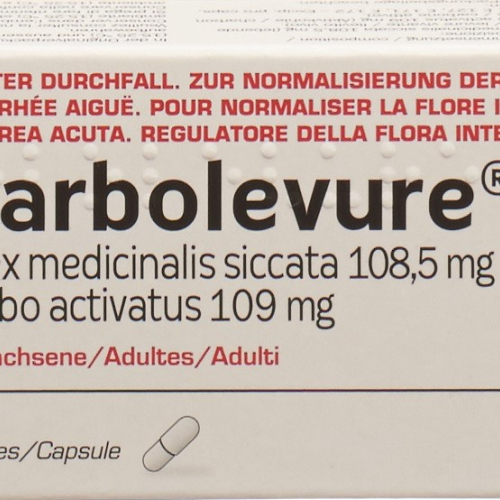 TER DURCHFALL. ZUR NORMALISIERUNG DER
RHÉE AIGUË. POUR NORMALISER LA FLORE
REA ACUTA. REGULATORE DELLA FLORA INTE
arbolevure®
ex medicinalis siccata 108,5 mg
bo activatus 109 mg
achsene/Adultes/Adulti
es/Capsule